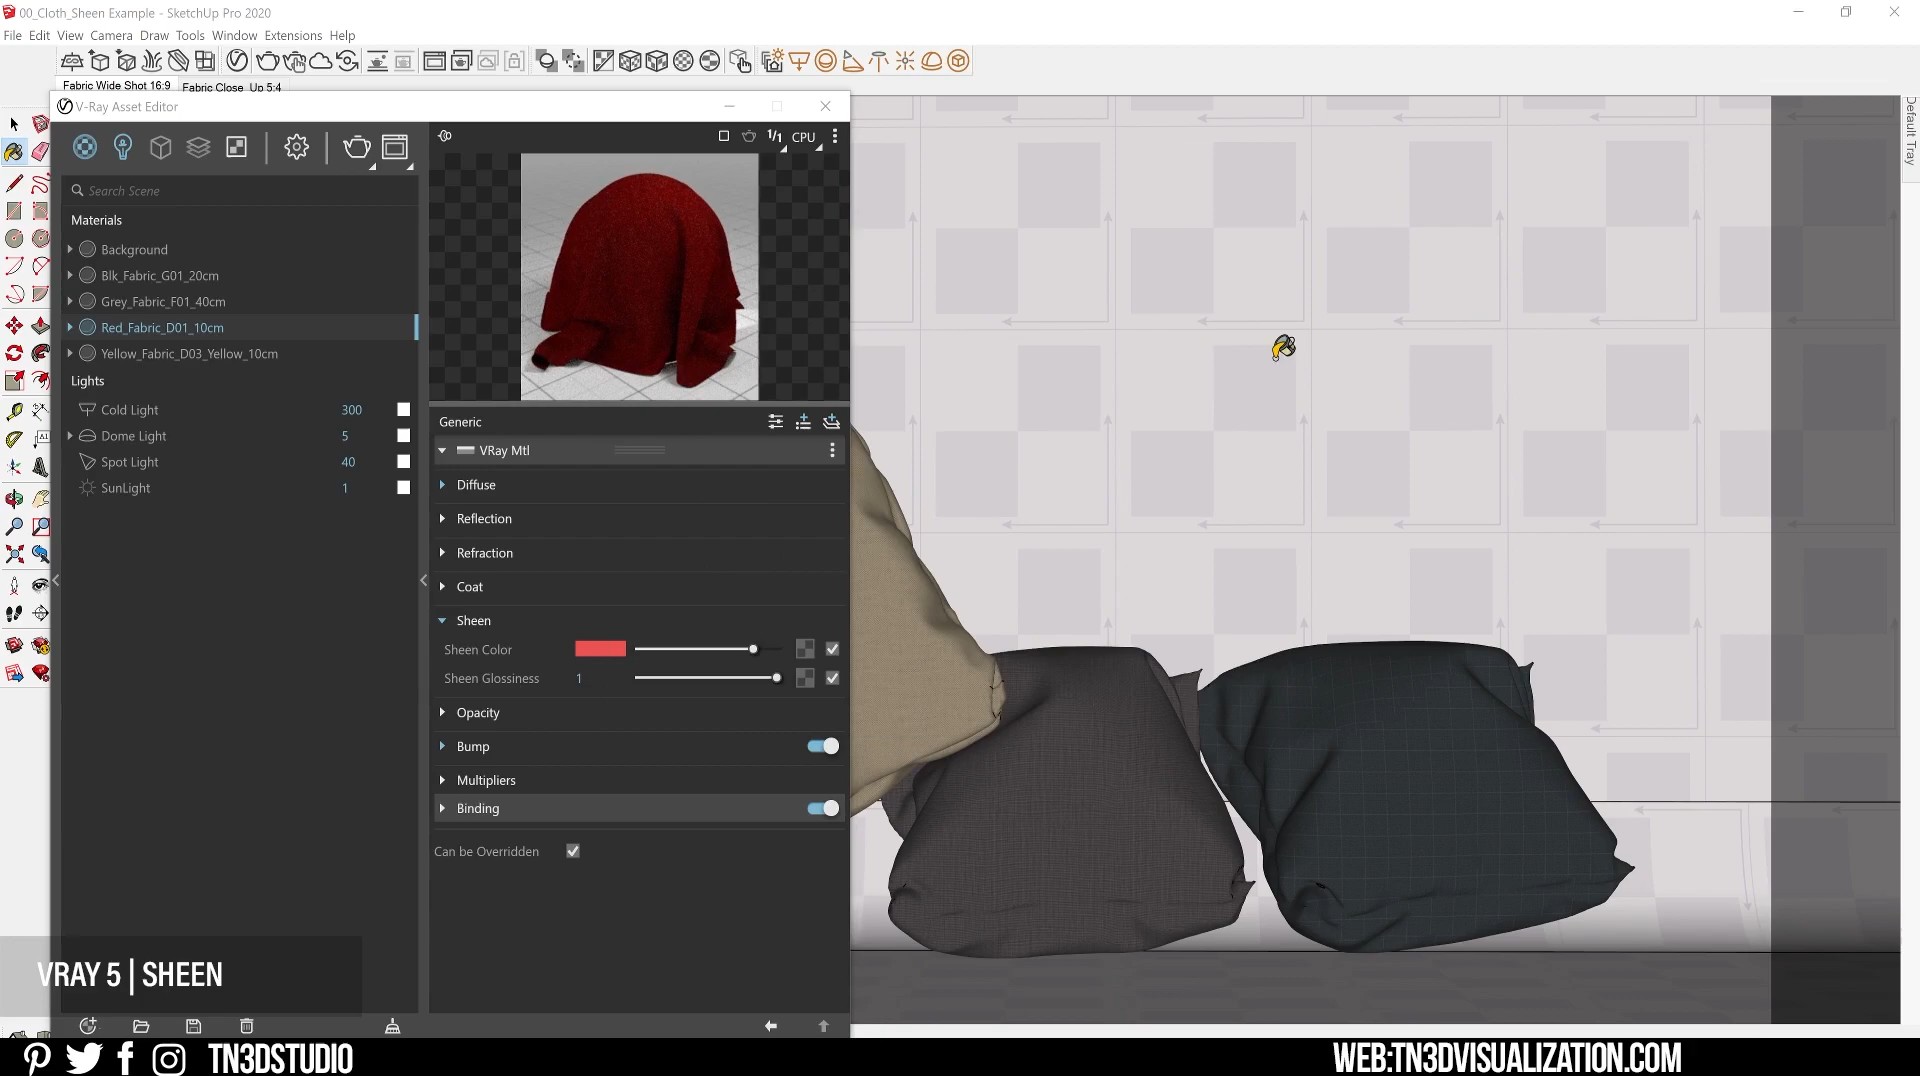 00_Cloth_Sheen Example - SketchUp Pro 2020
File Edit View Camera Draw Tools Window Extensions Help
Fabric Wide Shot 16:9 Fabric Close Up 5:4
V-Ray Asset Editor
1/1 CPU
Default Tray
Search Scene
Materials
Background
Blk_Fabric_G01_20cm
Grey_Fabric_F01_40cm
Red_Fabric_D01_10cm
Yellow_Fabric_D03_Yellow_10cm
Lights
Cold Light 300
Dome Light 5
Spot Light 40
SunLight 1
Generic
VRay Mtl
Diffuse
Reflection
Refraction
Coat
Sheen
Sheen Color
Sheen Glossiness 1
Opacity
Bump
Multipliers
Binding
Can be Overridden
VRAY 5 | SHEEN
TN3DSTUDIO
WEB:TN3DVISUALIZATION.COM